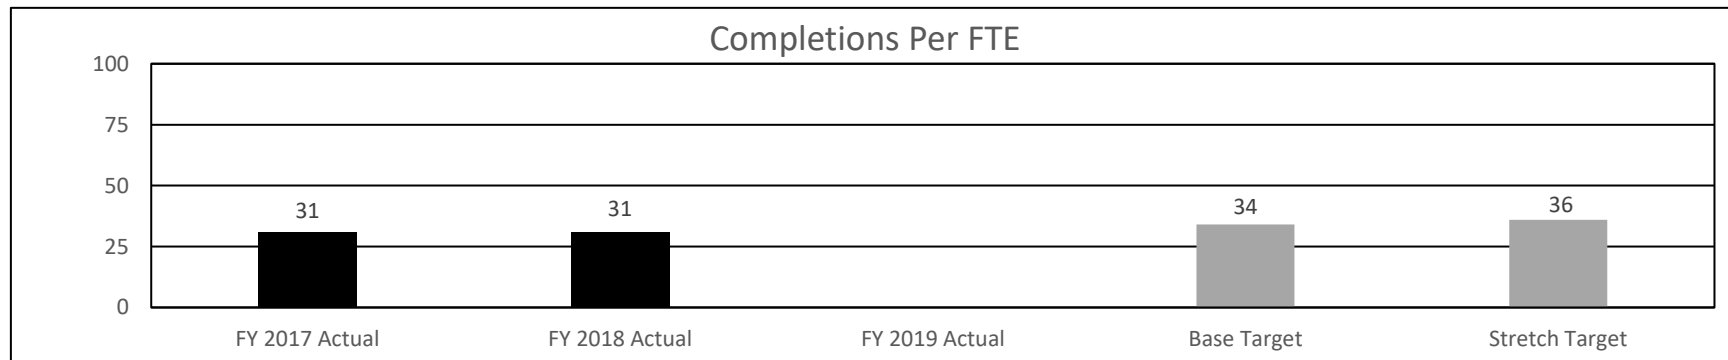 Completions Per FTE
100
75
50
25
0
31
31
34
36
FY 2017 Actual
FY 2018 Actual
FY 2019 Actual
Base Target
Stretch Target